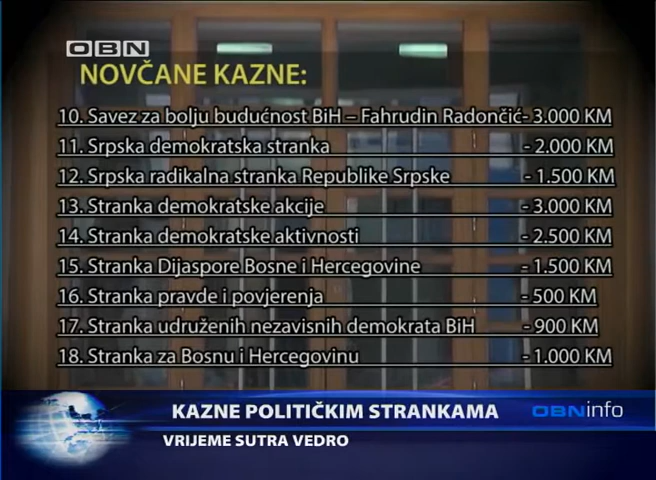 OBN
NOVČANE KAZNE:
10. Savez za bolju budućnost BiH – Fahrudin Radončić- 3.000 KM
11. Srpska demokratska stranka - 2.000 KM
12. Srpska radikalna stranka Republike Srpske - 1.500 KM
13. Stranka demokratske akcije - 3.000 KM
14. Stranka demokratske aktivnosti - 2.500 KM
15. Stranka Dijaspore Bosne i Hercegovine - 1.500 KM
16. Stranka pravde i povjerenja - 500 KM
17. Stranka udruženih nezavisnih demokrata BiH - 900 KM
18. Stranka za Bosnu i Hercegovinu - 1.000 KM
KAZNE POLITIČKIM STRANKAMA OBNinfo
VRIJEME SUTRA VEDRO